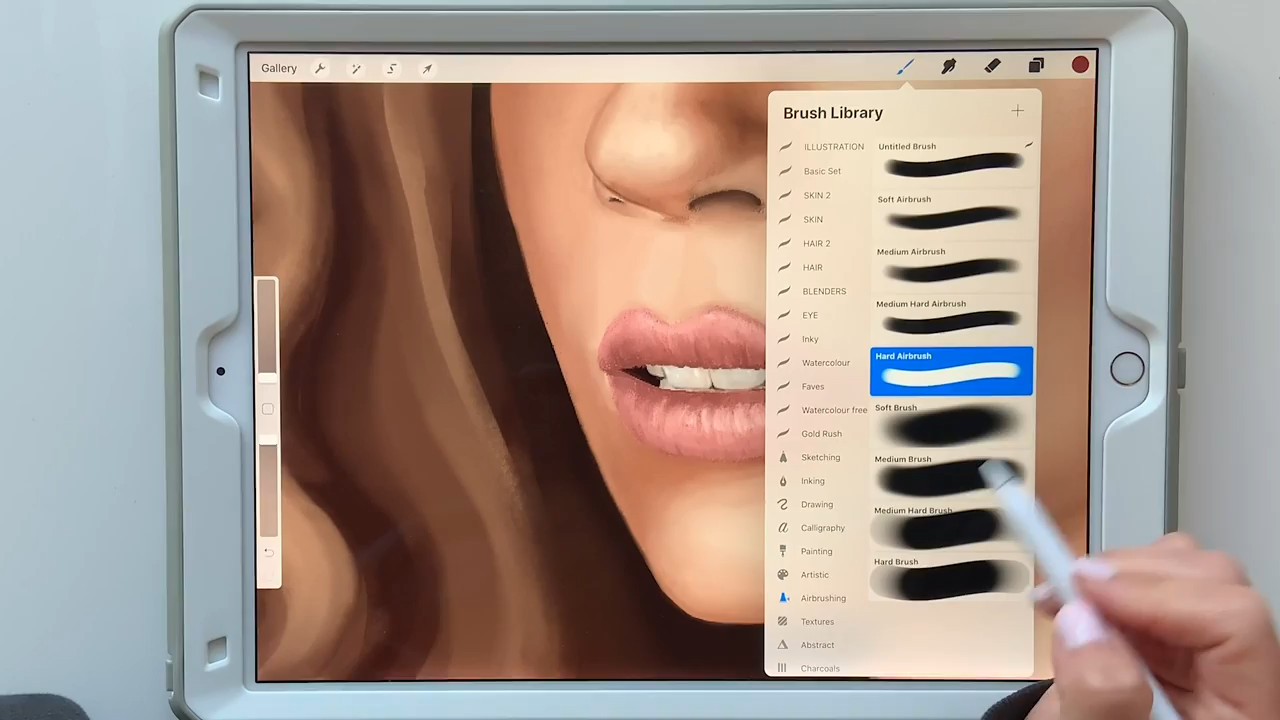 Gallery
Brush Library
ILLUSTRATION
Basic Set
SKIN 2
SKIN
HAIR 2
HAIR
BLENDERS
EYE
Inky
Watercolour
Faves
Watercolour free
Gold Rush
Sketching
Inking
Drawing
Calligraphy
Painting
Artistic
Airbrushing
Textures
Abstract
Charcoals
Untitled Brush
Soft Airbrush
Medium Airbrush
Medium Hard Airbrush
Hard Airbrush
Soft Brush
Medium Brush
Medium Hard Brush
Hard Brush